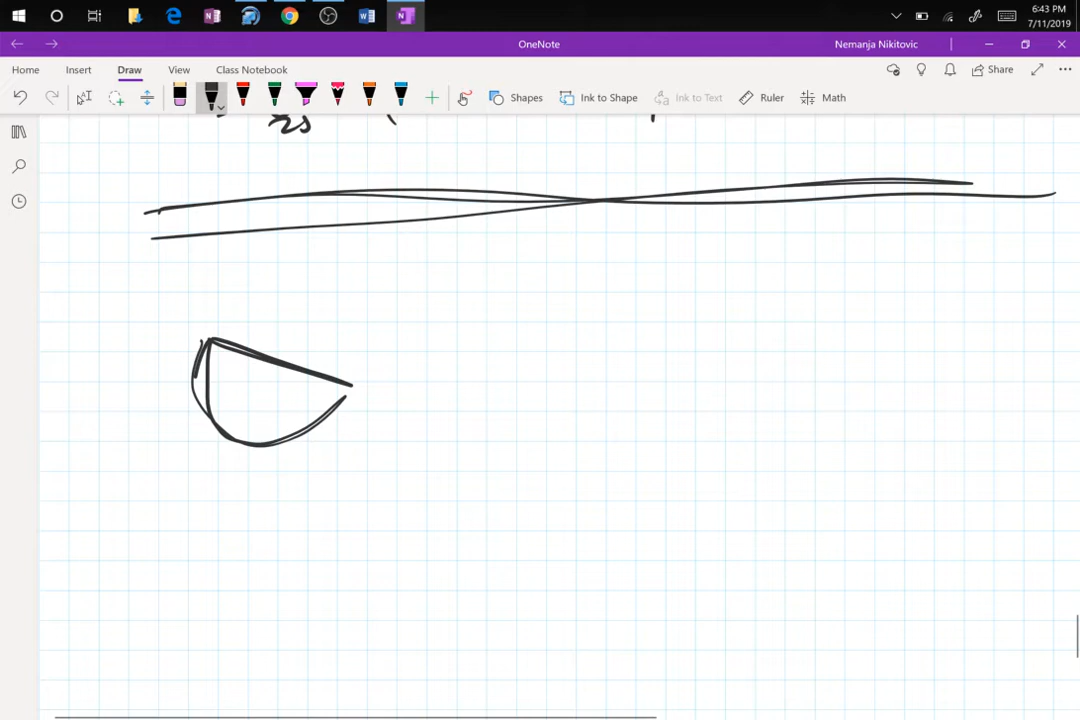 6:43 PM
7/11/2019
OneNote
Nemanja Nikitovic
Home Insert Draw View Class Notebook
Share
Shapes Ink to Shape Ink to Text Ruler Math